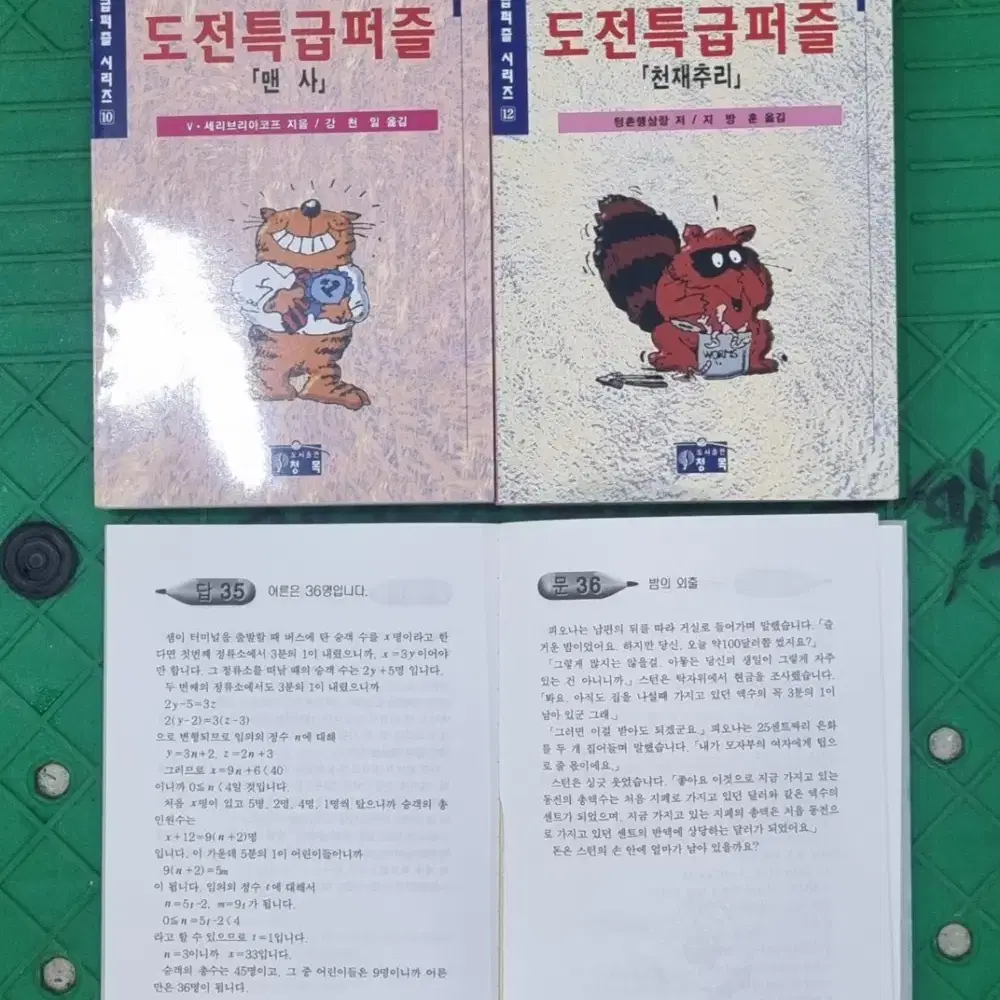 급퍼즐 시리즈 10
도전특급퍼즐
「맨 사」
V·세리브리아코프 지음/강 천 일 옮김
도서출판
청 목
급퍼즐 시리즈 12
도전특급퍼즐
「천재추리」
텀촌행상랑 저/지 방 훈 옮김
WORMS
도서출판
청 목
답 35 어른은 36명입니다.
샘이 터미널을 출발할 때 버스에 탄 승객 수를 x명이라고 한
다면 첫번째 정류소에서 3분의 1이 내렸으니까, x=3y이어야
만 합니다. 그 정류소를 떠날 때의 승객 수는 2y+5명 입니다.
두 번째의 정류소에서도 3분의 1이 내렸으니까
2y-5=3z
2(y-2)=3(z-3)
으로 변형되므로 임의의 정수 n에 대해
y=3n+2, z=2n+3
그러므로 x=9n+6<40
이니까 0≤n<4일 것입니다.
처음 x명이 있고 5명, 2명, 4명, 1명씩 탔으니까 승객의 총
인원수는
x+12=9(n+2)명
입니다. 이 가운데 5분의 1이 어린이들이니까
9(n+2)=5m
이 됩니다. 임의의 정수 t에 대해서
n=5t-2, m=9t가 됩니다.
0≤n=5t-2<4
라고 할 수 있으므로 t=1입니다.
n=3이니까 x=33입니다.
승객의 총수는 45명이고, 그 중 어린이들은 9명이니까 어른
만은 36명이 됩니다.
문 36 밤의 외출
피오나는 남편의 뒤를 따라 거실로 들어가며 말했습니다. 「즐
거운 밤이었어요. 하지만 당신, 오늘 약100달러쯤 썼지요?」
「그렇게 많지는 않을걸. 아뭏든 당신의 생일이 그렇게 자주
있는 건 아니니까.」 스턴은 탁자위에서 현금을 조사했습니다.
「봐요. 아직도 집을 나설때 가지고 있던 액수의 꼭 3분의 1이
남아 있군 그래.」
「그러면 이걸 받아도 되겠군요.」 피오나는 25센트짜리 은화
를 두 개 집어들며 말했습니다. 「내가 모자부의 여자에게 팁으
로 줄 몫이에요.」
스턴은 싱긋 웃었습니다. 「좋아요 이것으로 지금 가지고 있는
동전의 총액수는 처음 지폐로 가지고 있던 달러와 같은 액수의
센트가 되었으며, 지금 가지고 있는 지폐의 총액은 처음 동전으
로 가지고 있던 센트의 반액에 상당하는 달러가 되었어요.」
돈은 스턴의 손 안에 얼마가 남아 있을까요?